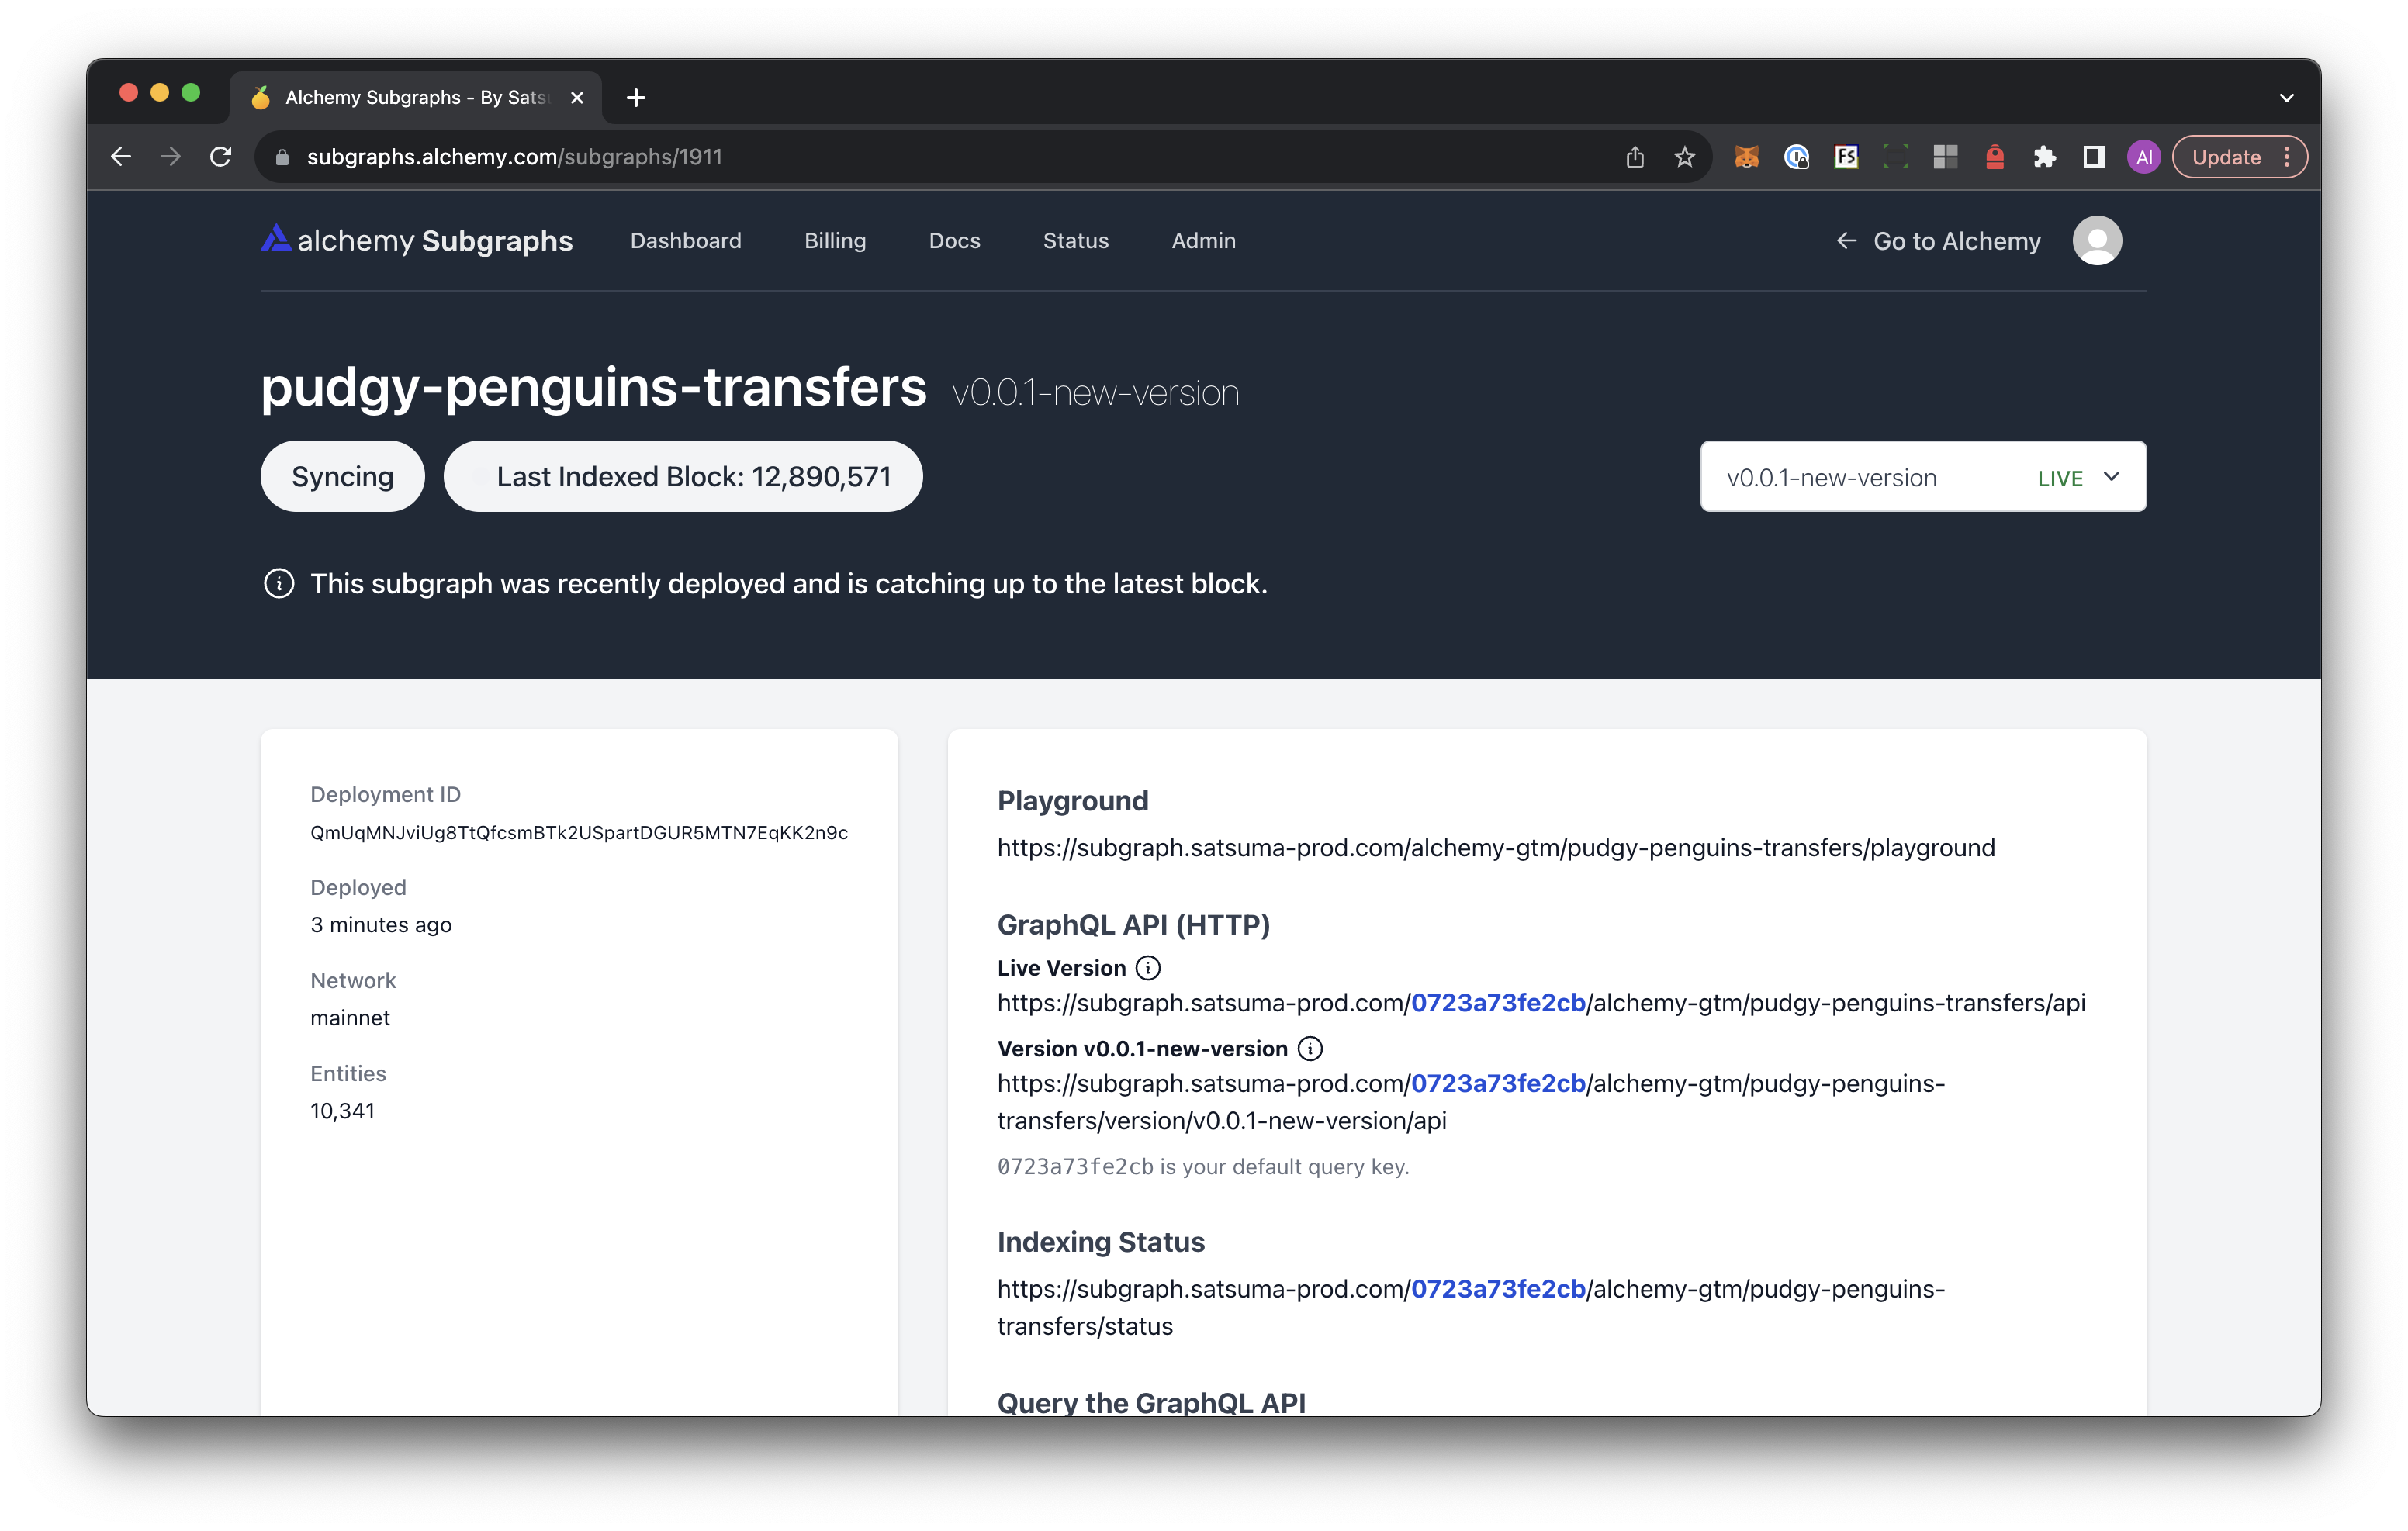 Alchemy Subgraphs - By Sats
subgraphs.alchemy.com/subgraphs/1911
FS
Al
Update
alchemy Subgraphs
Dashboard
Billing
Docs
Status
Admin
Go to Alchemy
pudgy-penguins-transfers v0.0.1-new-version
Syncing
Last Indexed Block: 12,890,571
v0.0.1-new-version LIVE
This subgraph was recently deployed and is catching up to the latest block.
Deployment ID
QmUqMNJviUg8TtQfcsmBTk2USpartDGUR5MTN7EqKK2n9c
Deployed
3 minutes ago
Network
mainnet
Entities
10,341
Playground
https://subgraph.satsuma-prod.com/alchemy-gtm/pudgy-penguins-transfers/playground
GraphQL API (HTTP)
Live Version
https://subgraph.satsuma-prod.com/0723a73fe2cb/alchemy-gtm/pudgy-penguins-transfers/api
Version v0.0.1-new-version
https://subgraph.satsuma-prod.com/0723a73fe2cb/alchemy-gtm/pudgy-penguins-
transfers/version/v0.0.1-new-version/api
0723a73fe2cb is your default query key.
Indexing Status
https://subgraph.satsuma-prod.com/0723a73fe2cb/alchemy-gtm/pudgy-penguins-
transfers/status
Query the GraphQL API